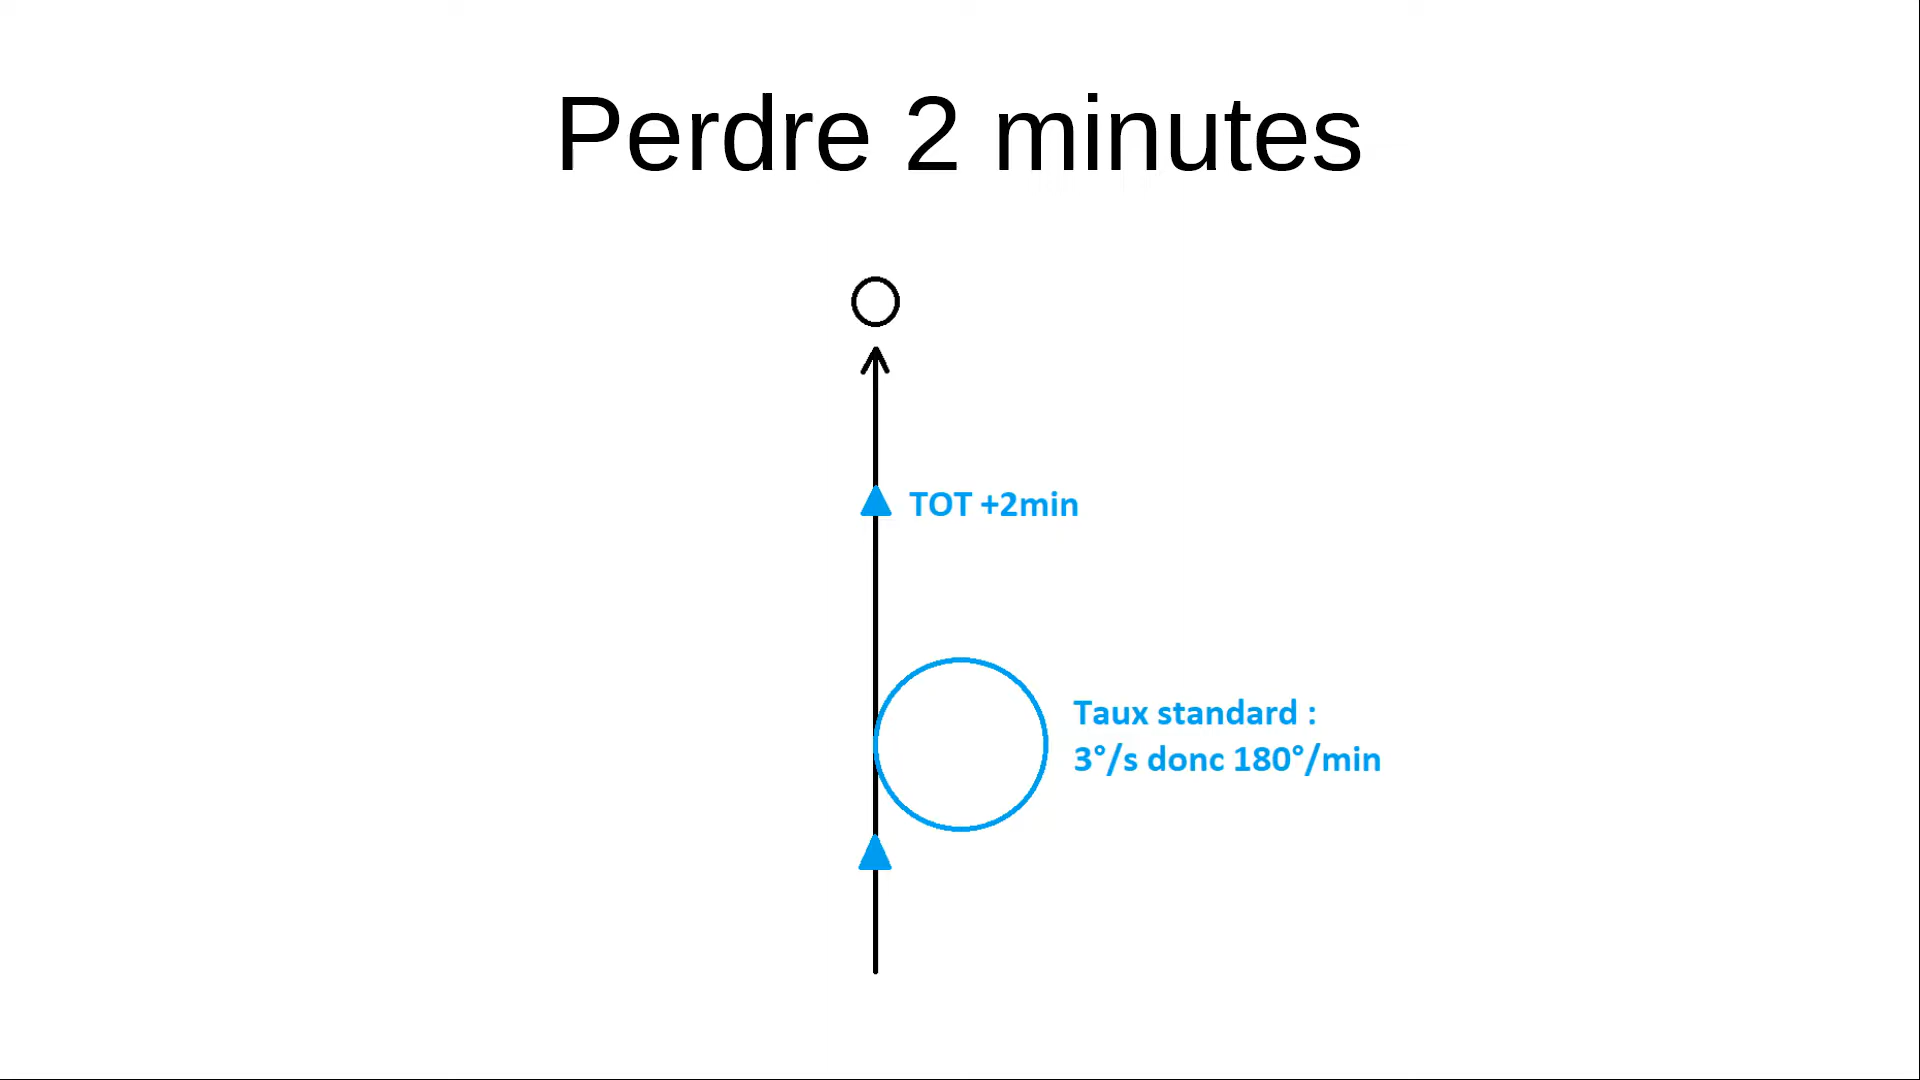 Perdre 2 minutes
TOT +2min
Taux standard :
3°/s donc 180°/min